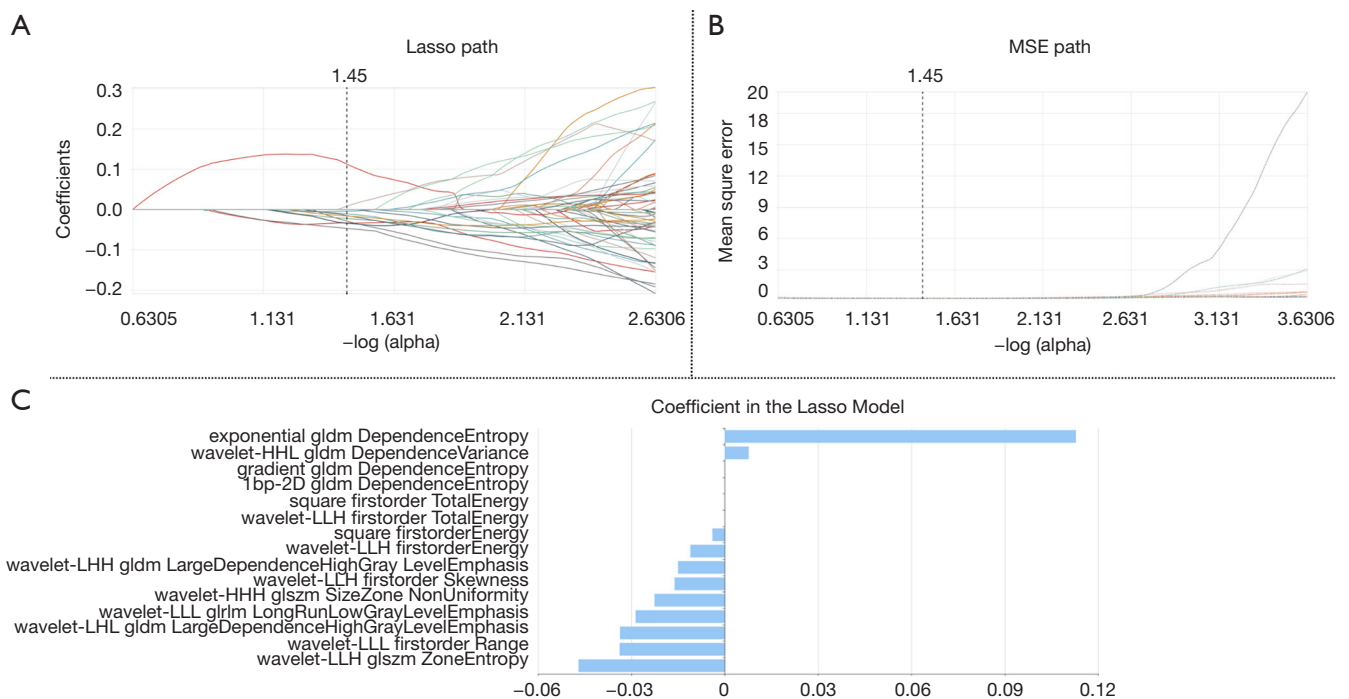 A
Lasso path
1.45
0.3
0.2
0.1
0.0
−0.1
−0.2
Coefficients
0.6305 1.131 1.631 2.131 2.6306
−log (alpha)
B
MSE path
1.45
20
18
15
12
9
6
3
0
Mean squre error
0.6305 1.131 1.631 2.131 2.631 3.131 3.6306
−log (alpha)
C
Coefficient in the Lasso Model
exponential gldm DependenceEntropy
wavelet-HHL gldm DependenceVariance
gradient gldm DependenceEntropy
1bp-2D gldm DependenceEntropy
square firstorder TotalEnergy
wavelet-LLH firstorder TotalEnergy
square firstorderEnergy
wavelet-LLH firstorderEnergy
wavelet-LHH gldm LargeDependenceHighGray LevelEmphasis
wavelet-LLH firstorder Skewness
wavelet-HHH glszm SizeZone NonUniformity
wavelet-LLL glrlm LongRunLowGrayLevelEmphasis
wavelet-LHL gldm LargeDependenceHighGrayLevelEmphasis
wavelet-LLL firstorder Range
wavelet-LLH glszm ZoneEntropy
−0.06 −0.03 0 0.03 0.06 0.09 0.12